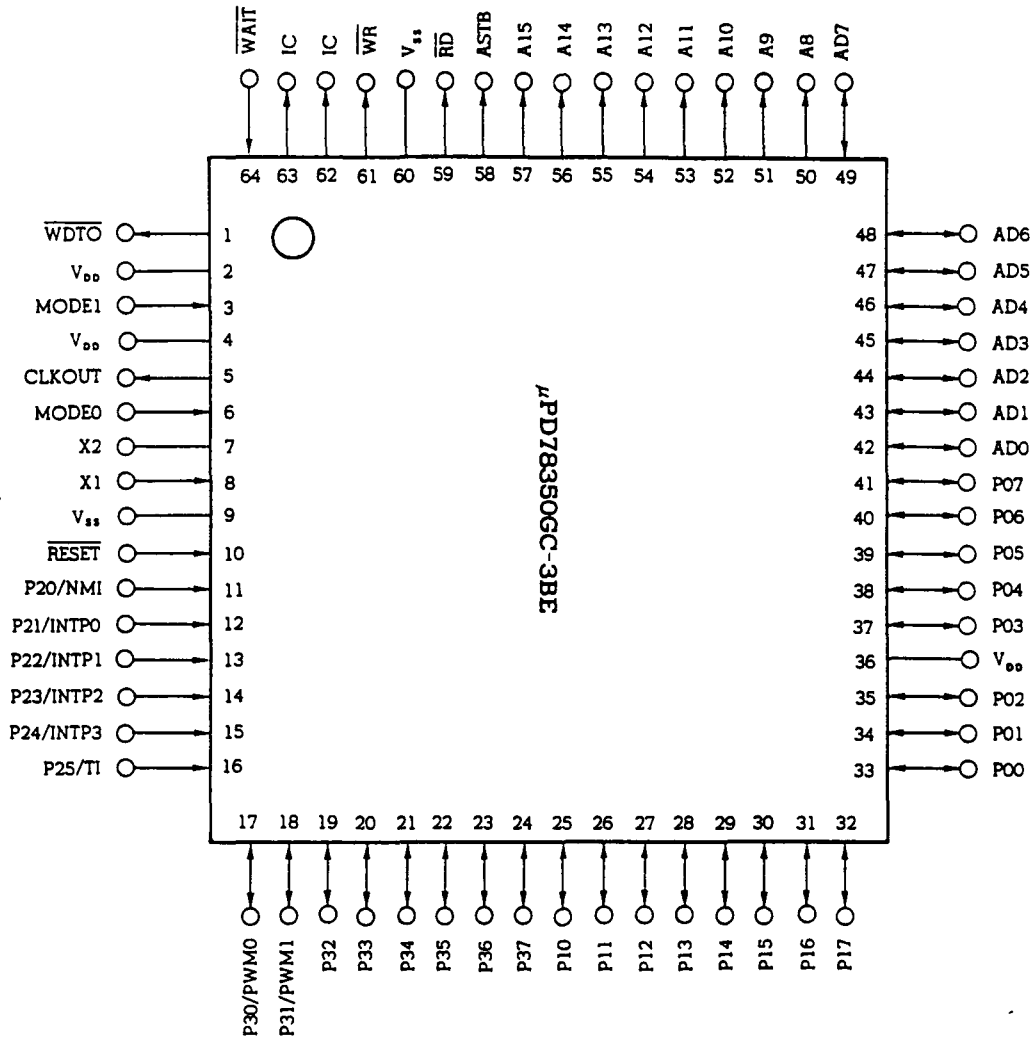 WAIT
IC
IC
WR
Vss
RD
ASTB
A15
A14
A13
A12
A11
A10
A9
A8
AD7
64 63 62 61 60 59 58 57 56 55 54 53 52 51 50 49
WDTO 1
VDD 2
MODE1 3
VDD 4
CLKOUT 5
MODE0 6
X2 7
X1 8
Vss 9
RESET 10
P20/NMI 11
P21/INTP0 12
P22/INTP1 13
P23/INTP2 14
P24/INTP3 15
P25/TI 16
μPD78350GC-3BE
48 AD6
47 AD5
46 AD4
45 AD3
44 AD2
43 AD1
42 AD0
41 P07
40 P06
39 P05
38 P04
37 P03
36 VDD
35 P02
34 P01
33 P00
17 18 19 20 21 22 23 24 25 26 27 28 29 30 31 32
P30/PWM0
P31/PWM1
P32
P33
P34
P35
P36
P37
P10
P11
P12
P13
P14
P15
P16
P17